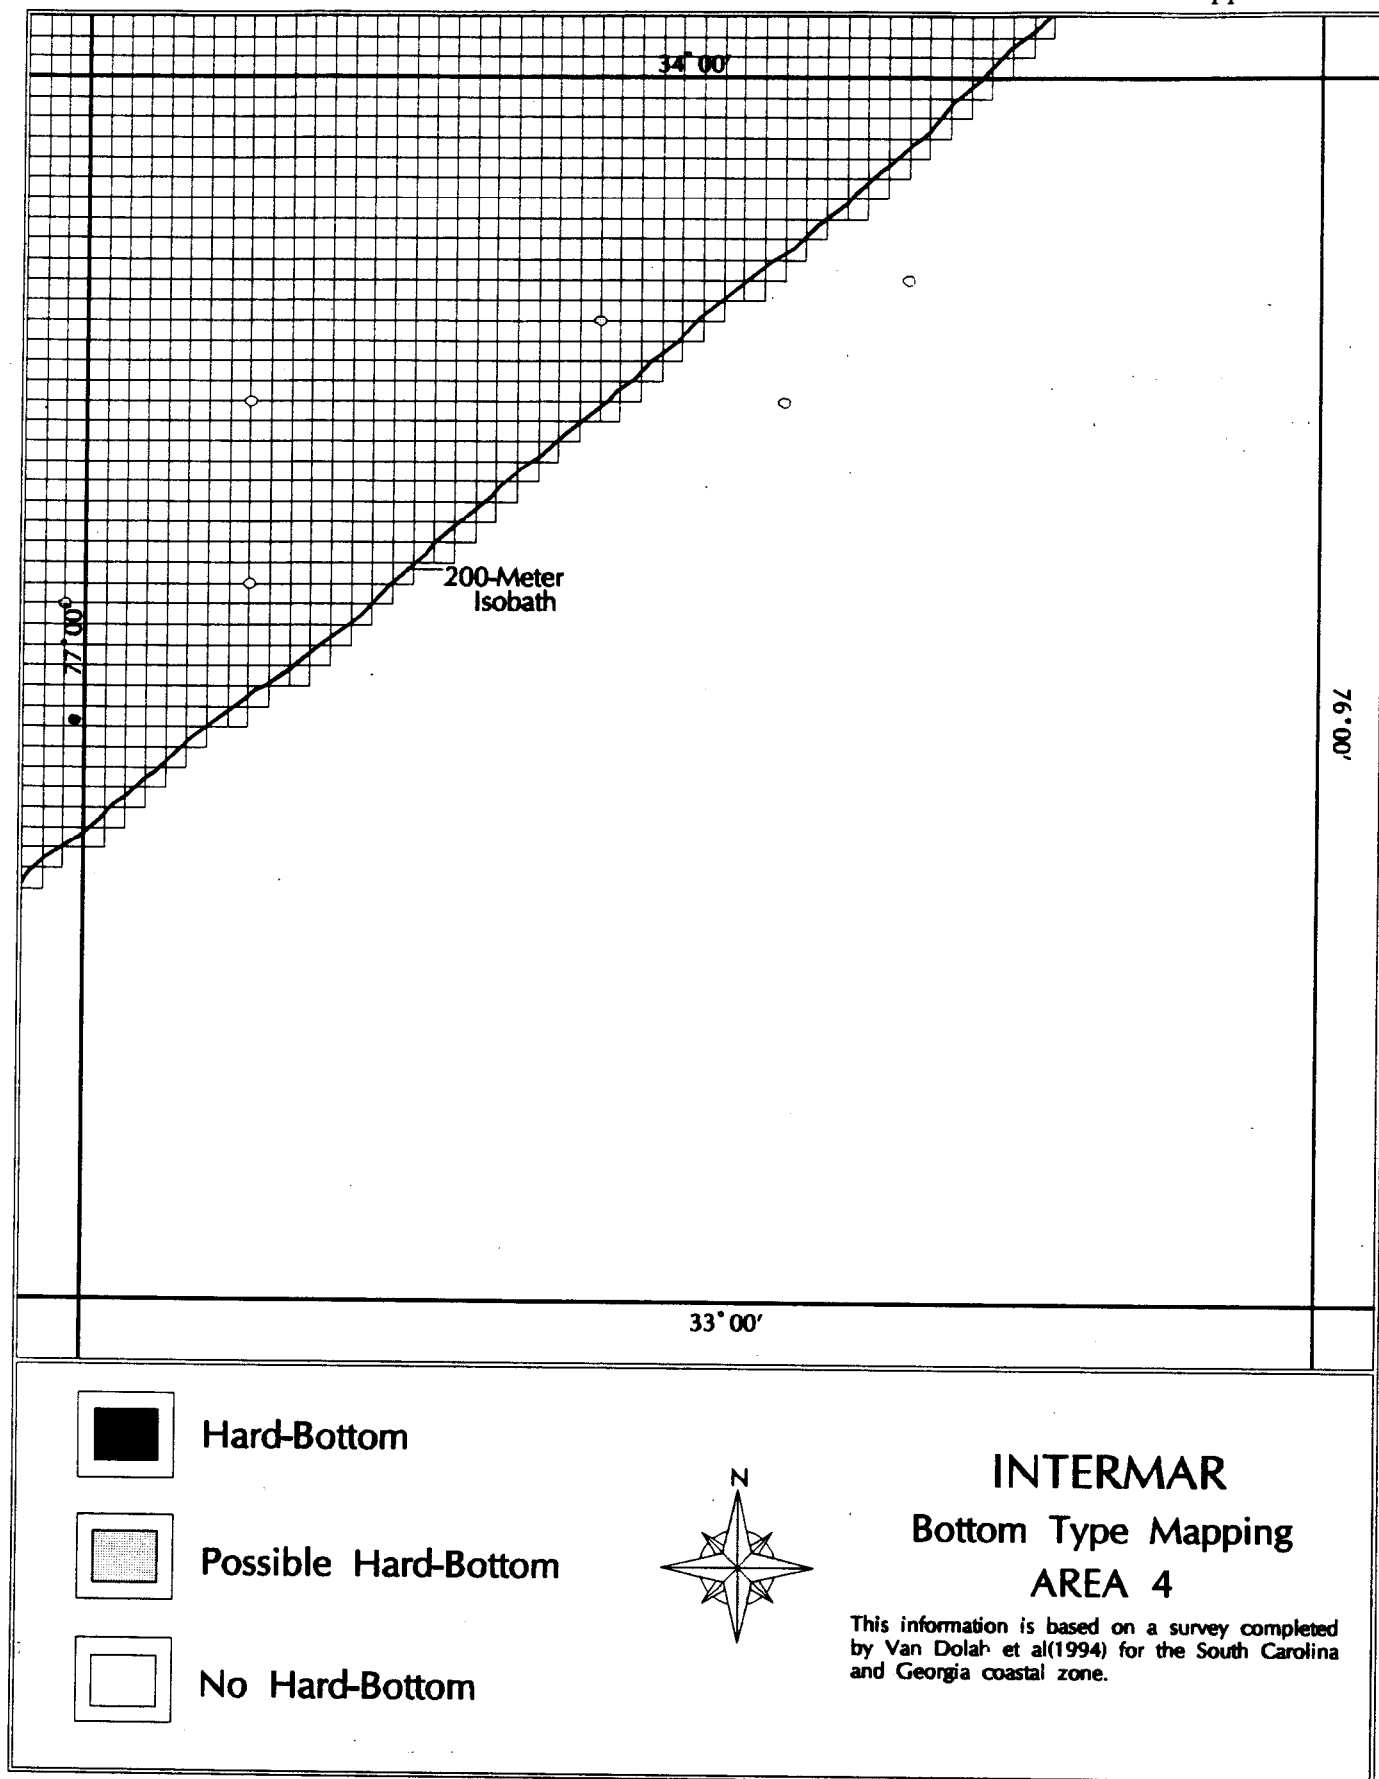 34° 00'
200-Meter
Isobath
77° 00'
76° 00'
33° 00'
Hard-Bottom
Possible Hard-Bottom
No Hard-Bottom
N
INTERMAR
Bottom Type Mapping
AREA 4
This information is based on a survey completed
by Van Dolah et al(1994) for the South Carolina
and Georgia coastal zone.